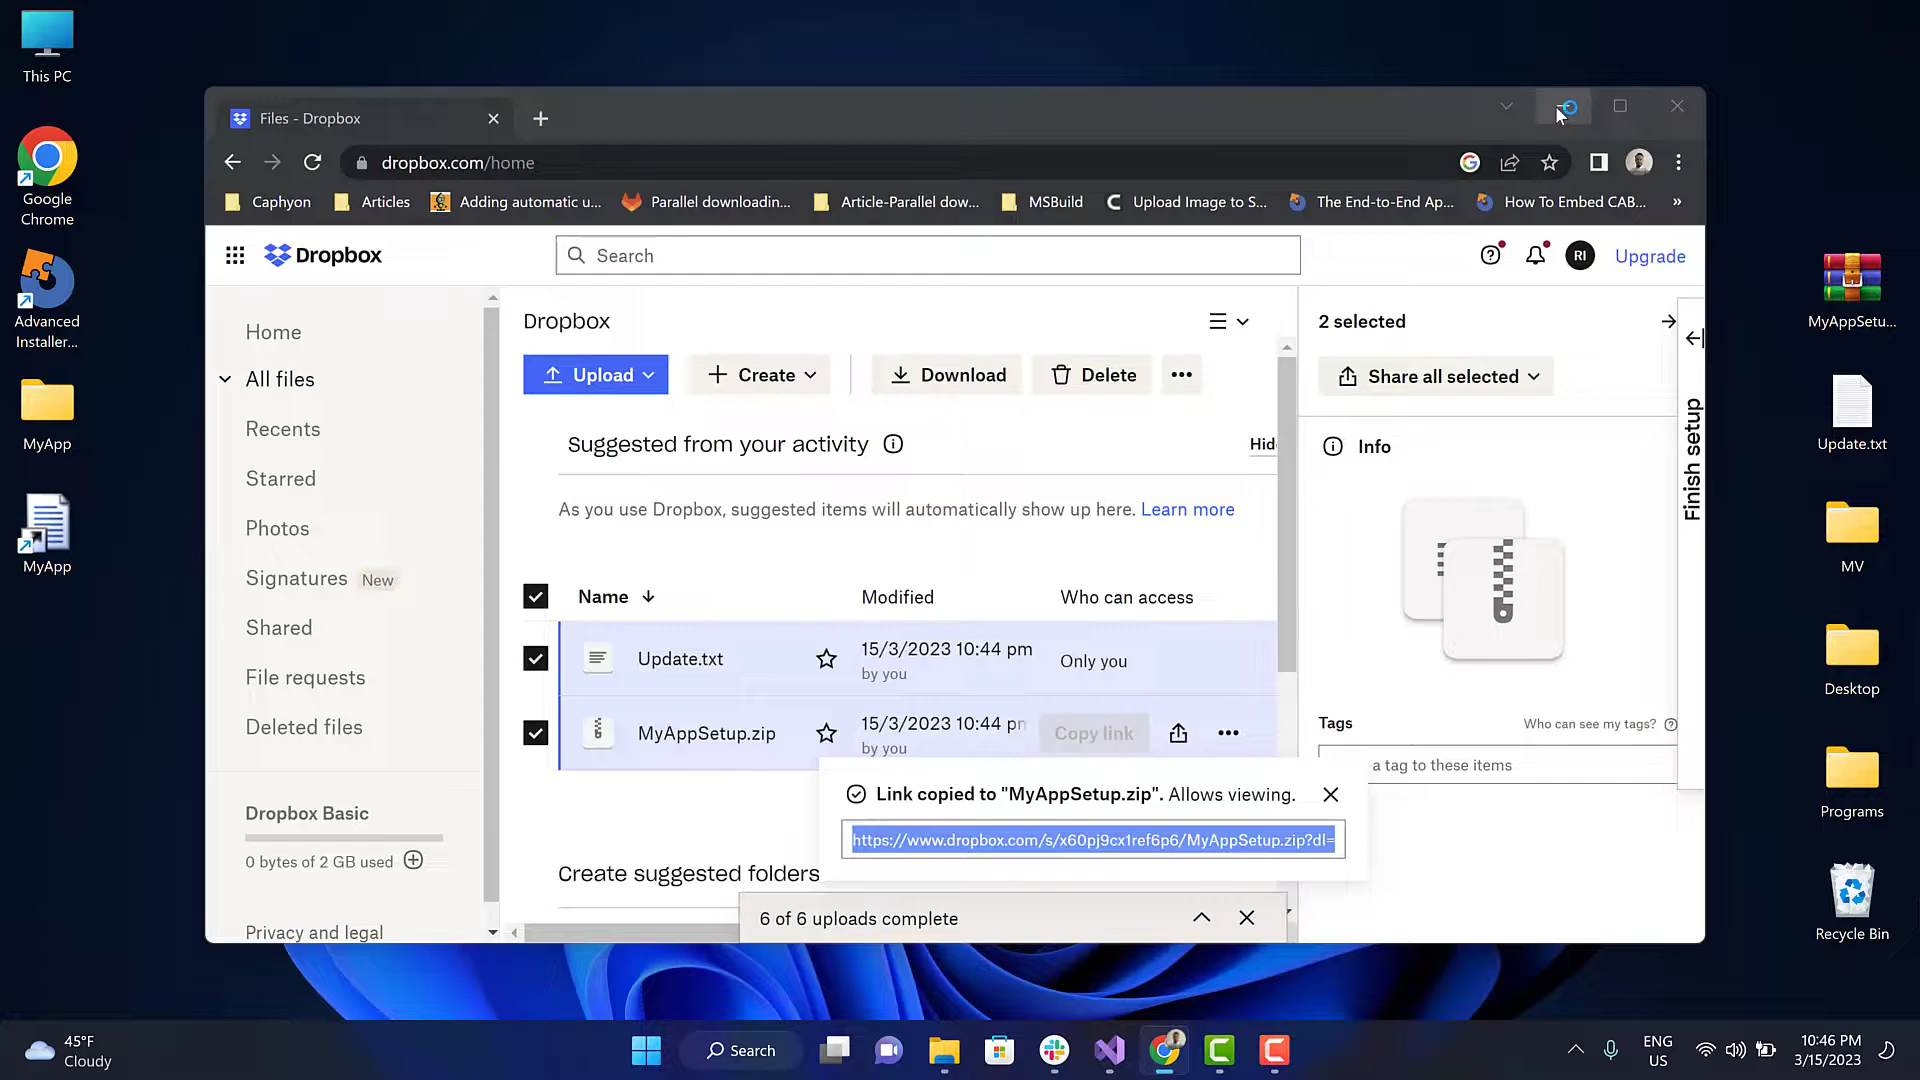 This PC
Google
Chrome
Advanced
Installer...
MyApp
MyApp
Files - Dropbox
dropbox.com/home
Caphyon
Articles
Adding automatic u...
Parallel downloadin...
Article-Parallel dow...
MSBuild
Upload Image to S...
The End-to-End Ap...
How To Embed CAB...
»
Dropbox
Search
RI
Upgrade
Home
All files
Recents
Starred
Photos
Signatures New
Shared
File requests
Deleted files
Dropbox Basic
0 bytes of 2 GB used
Privacy and legal
Dropbox
Upload
Create
Download
Delete
Suggested from your activity
Hide
As you use Dropbox, suggested items will automatically show up here. Learn more
Name
Modified
Who can access
Update.txt
15/3/2023 10:44 pm
by you
Only you
MyAppSetup.zip
15/3/2023 10:44 pm
by you
Copy link
Link copied to "MyAppSetup.zip". Allows viewing.
https://www.dropbox.com/s/x60pj9cx1ref6p6/MyAppSetup.zip?dl=
Create suggested folders
6 of 6 uploads complete
2 selected
Share all selected
Info
Tags
Who can see my tags?
a tag to these items
Finish setup
MyAppSetu...
Update.txt
MV
Desktop
Programs
Recycle Bin
45°F
Cloudy
Search
ENG
US
10:46 PM
3/15/2023